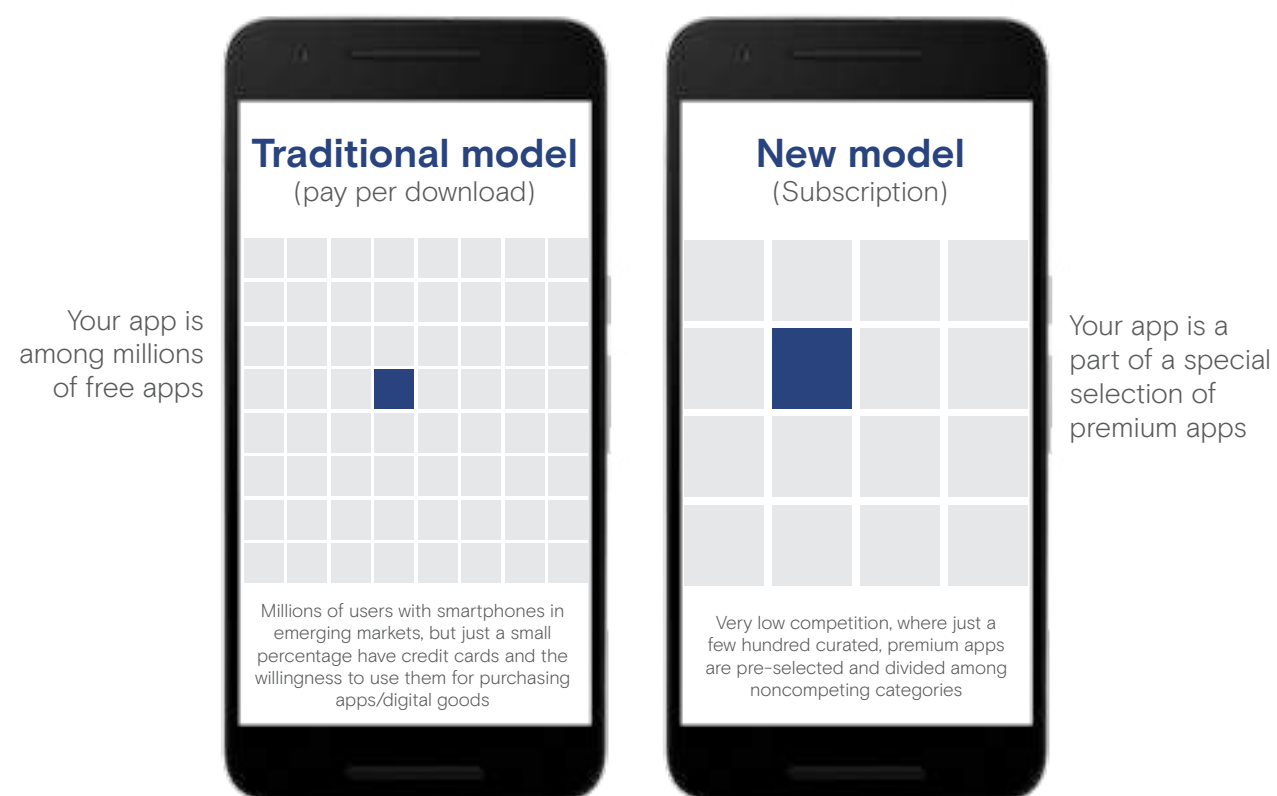 Traditional model
(pay per download)
Your app is
among millions
of free apps
Millions of users with smartphones in
emerging markets, but just a small
percentage have credit cards and the
willingness to use them for purchasing
apps/digital goods
New model
(Subscription)
Your app is a
part of a special
selection of
premium apps
Very low competition, where just a
few hundred curated, premium apps
are pre-selected and divided among
noncompeting categories